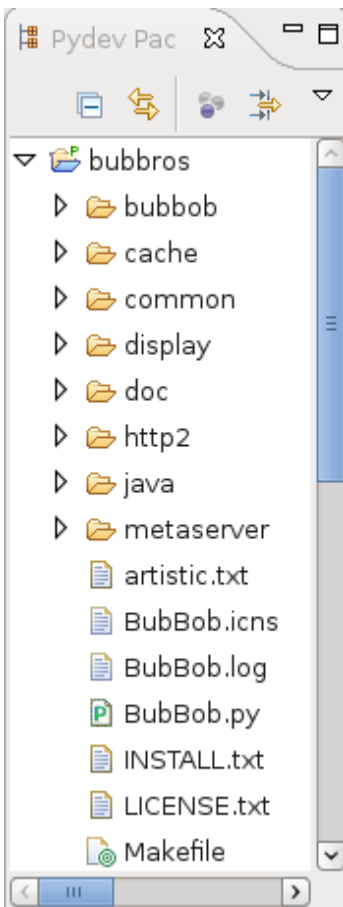 Pydev Pac
bubbros
bubbob
cache
common
display
doc
http2
java
metaserver
artistic.txt
BubBob.icns
BubBob.log
BubBob.py
INSTALL.txt
LICENSE.txt
Makefile